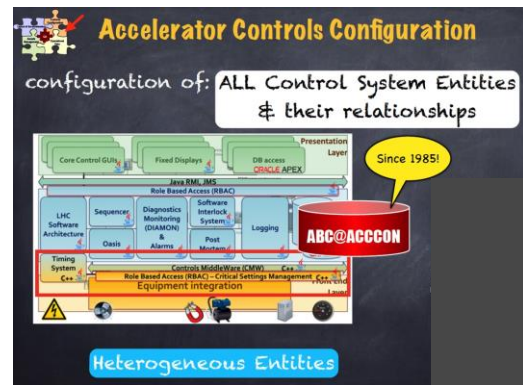 Accelerator Controls Configuration
configuration of: ALL Control System Entities
& their relationships
Presentation
Layer
Core Control GUIs
Fixed Displays
DB access
ORACLE APEX
Since 1985!
Java RMI, JMS
Role Based Access (RBAC)
LHC
Software
Architecture
Sequencer
Oasis
Diagnostics
Monitoring
(DIAMON)
&
Alarms
Software
Interlock
System
Post
Mortem
Logging
ABC@ACCCON
Timing
System
C++
Controls MiddleWare (CMW) C++
Role Based Access (RBAC) – Critical Settings Management C++
Equipment integration
Layer
Heterogeneous Entities